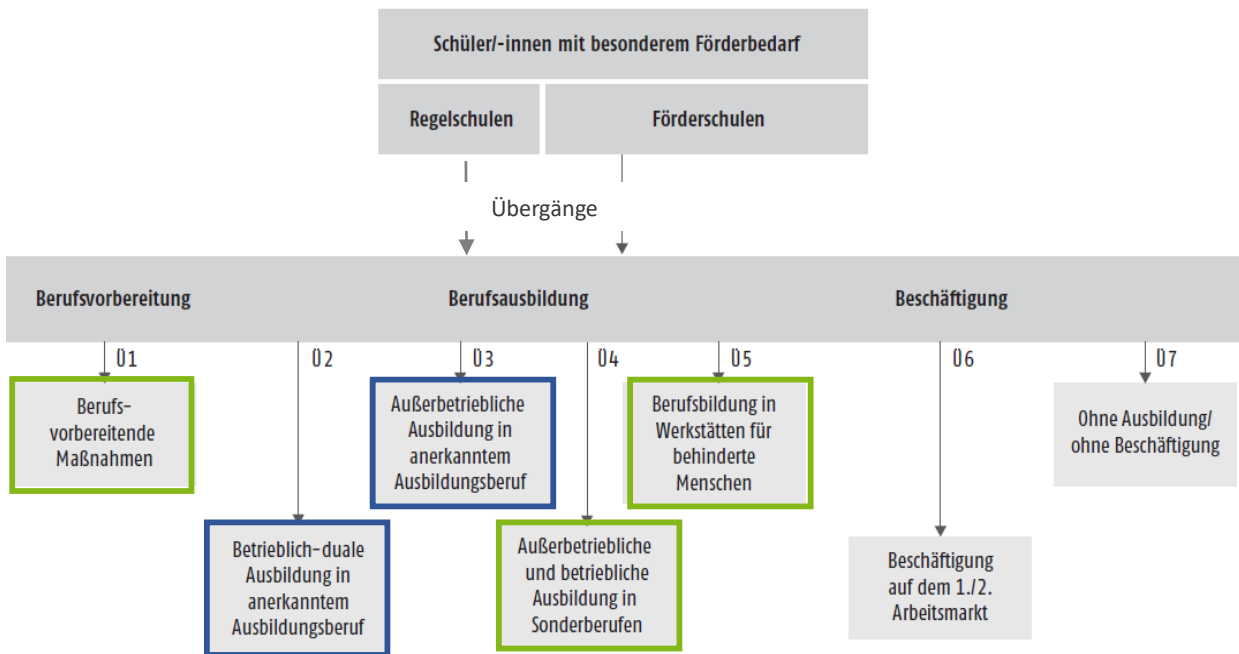 Schüler/-innen mit besonderem Förderbedarf
Regelschulen
Förderschulen
Übergänge
Berufsvorbereitung
Berufsausbildung
Beschäftigung
Ü1
Ü2
Ü3
Ü4
Ü5
Ü6
Ü7
Berufs-
vorbereitende
Maßnahmen
Betrieblich-duale
Ausbildung in
anerkanntem
Ausbildungsberuf
Außerbetriebliche
Ausbildung in
anerkanntem
Ausbildungsberuf
Außerbetriebliche
und betriebliche
Ausbildung in
Sonderberufen
Berufsbildung in
Werkstätten für
behinderte
Menschen
Beschäftigung
auf dem 1./2.
Arbeitsmarkt
Ohne Ausbildung/
ohne Beschäftigung